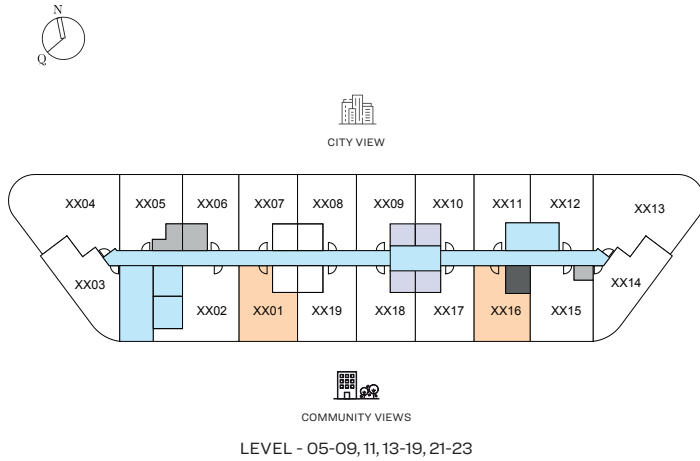 N
Q
CITY VIEW
XX04 XX05 XX06 XX07 XX08 XX09 XX10 XX11 XX12 XX13
XX03 XX02 XX01 XX19 XX18 XX17 XX16 XX15 XX14
COMMUNITY VIEWS
LEVEL - 05-09, 11, 13-19, 21-23